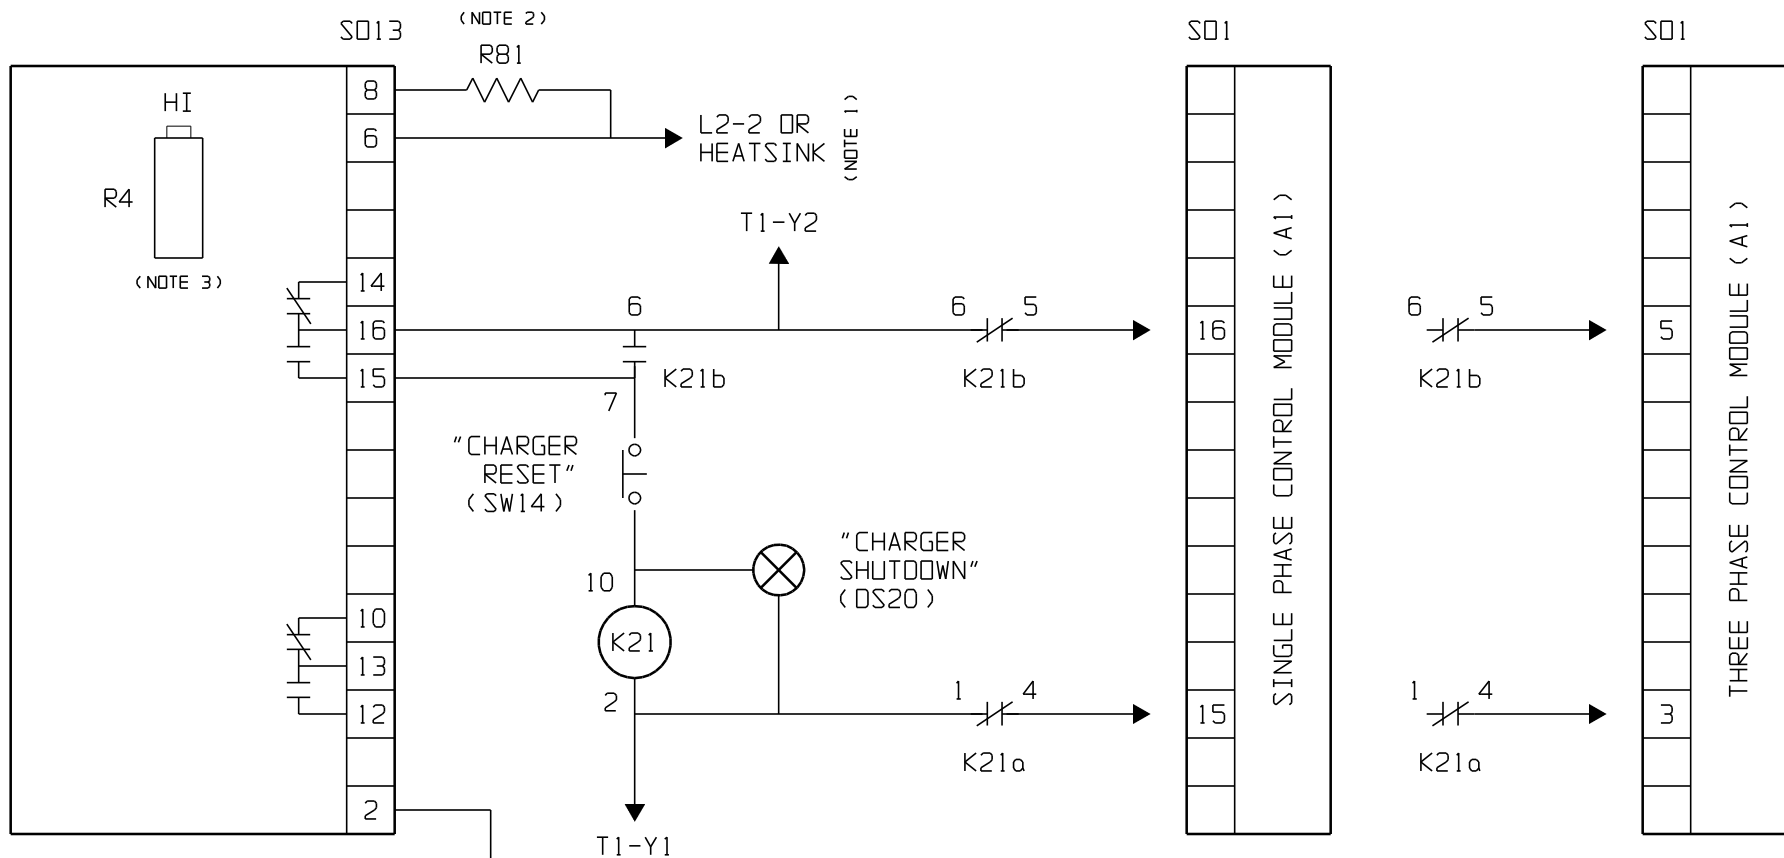 SO13
(NOTE 2)
R81
SO1
SO1
HI
R4
(NOTE 3)
8
6
14
16
15
10
13
12
2
L2-2 OR
HEATSINK
(NOTE 1)
T1-Y2
6
K21b
7
"CHARGER
RESET"
(SW14)
10
K21
2
T1-Y1
"CHARGER
SHUTDOWN"
(DS20)
6 5
K21b
1 4
K21a
16
15
SINGLE PHASE CONTROL MODULE (A1)
6 5
K21b
1 4
K21a
5
3
THREE PHASE CONTROL MODULE (A1)